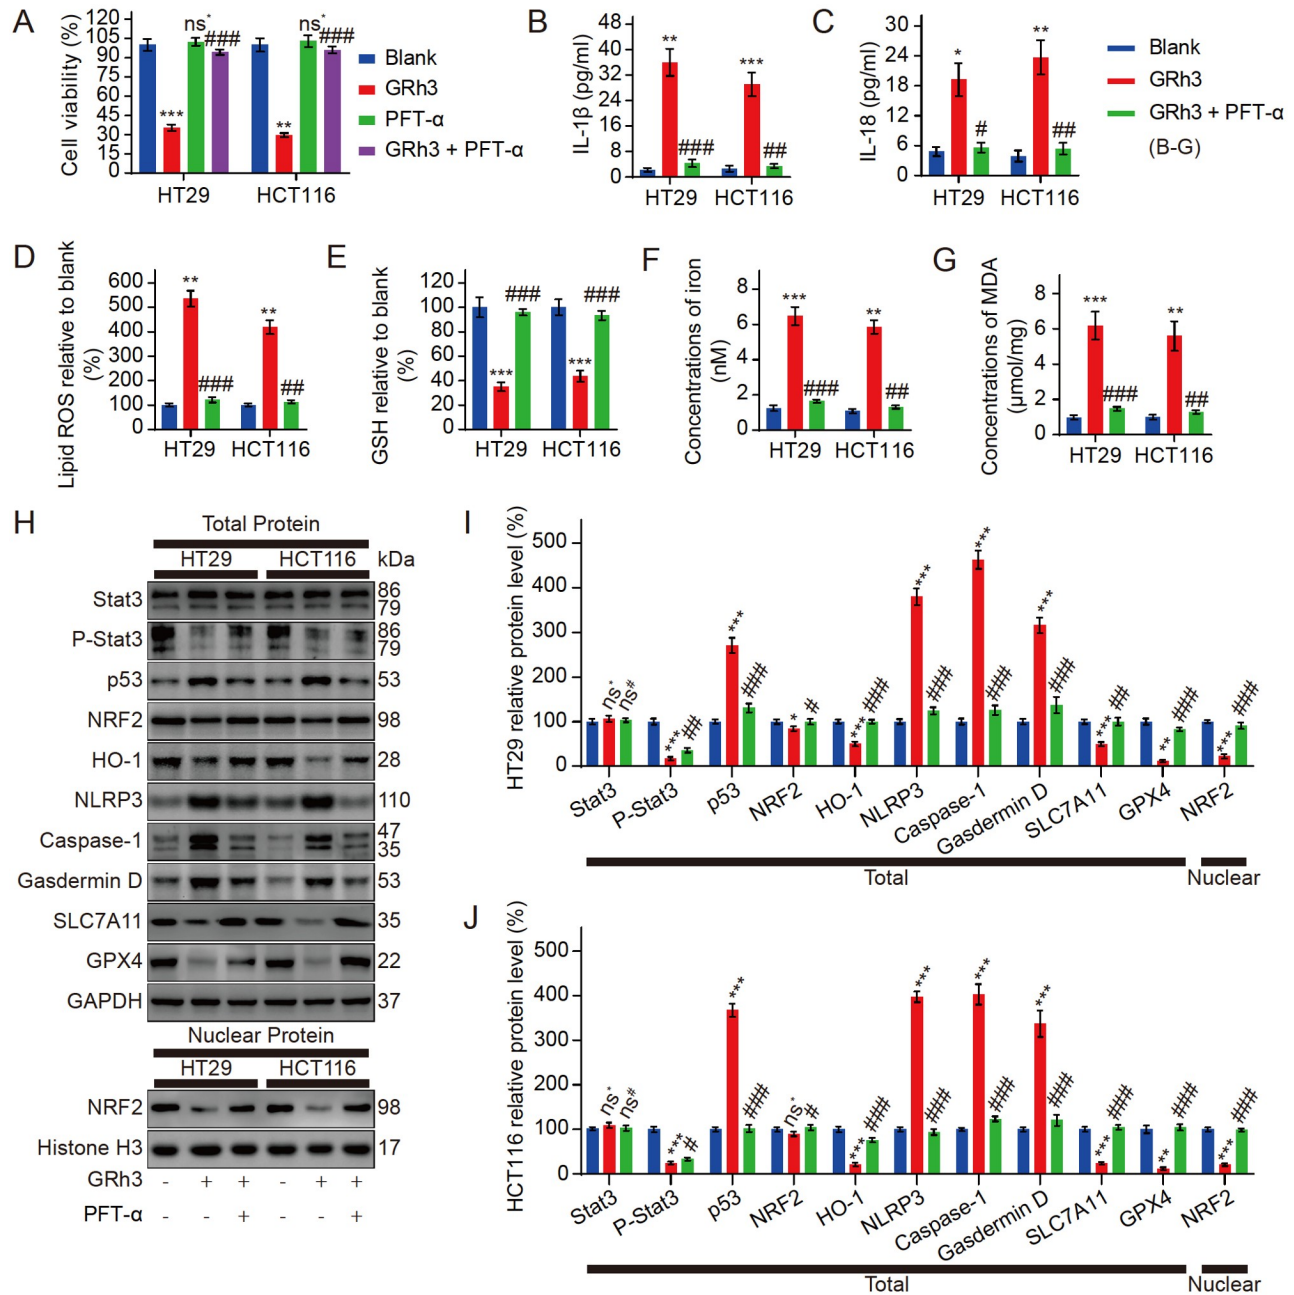 A
Cell viability (%)
120
105
90
75
60
45
30
15
0
ns*
###
ns*
###
***
**
HT29
HCT116
Blank
GRh3
PFT-α
GRh3 + PFT-α
B
IL-1β (pg/ml)
48
40
32
24
16
8
0
**
###
***
##
HT29
HCT116
C
IL-18 (pg/ml)
30
24
18
12
6
0
*
#
**
##
HT29
HCT116
Blank
GRh3
GRh3 + PFT-α
(B-G)
D
Lipid ROS relative to blank
(%)
600
500
400
300
200
100
0
**
###
**
##
HT29
HCT116
E
GSH relative to blank
(%)
120
100
80
60
40
20
0
***
###
***
###
HT29
HCT116
F
Concentrations of iron
(nM)
8
6
4
2
0
***
###
**
##
HT29
HCT116
G
Concentrations of MDA
(μmol/mg)
8
6
4
2
0
***
###
**
##
HT29
HCT116
H
Total Protein
HT29
HCT116
kDa
Stat3
86
79
P-Stat3
86
79
p53
53
NRF2
98
HO-1
28
NLRP3
110
Caspase-1
47
35
Gasdermin D
53
SLC7A11
35
GPX4
22
GAPDH
37
Nuclear Protein
HT29
HCT116
NRF2
98
Histone H3
17
GRh3 - + + - + +
PFT-α - - + - - +
I
HT29 relative protein level (%)
500
400
300
200
100
0
ns* ns# *** ## *** ### * # *** ### *** ### *** ### *** ### *** ## ** ### *** ##
Stat3
P-Stat3
p53
NRF2
HO-1
NLRP3
Caspase-1
Gasdermin D
SLC7A11
GPX4
NRF2
Total
Nuclear
J
HCT116 relative protein level (%)
500
400
300
200
100
0
ns* ns# *** # *** ### ns* # *** ### *** ### *** ### *** ### *** ### ** ### *** ###
Stat3
P-Stat3
p53
NRF2
HO-1
NLRP3
Caspase-1
Gasdermin D
SLC7A11
GPX4
NRF2
Total
Nuclear